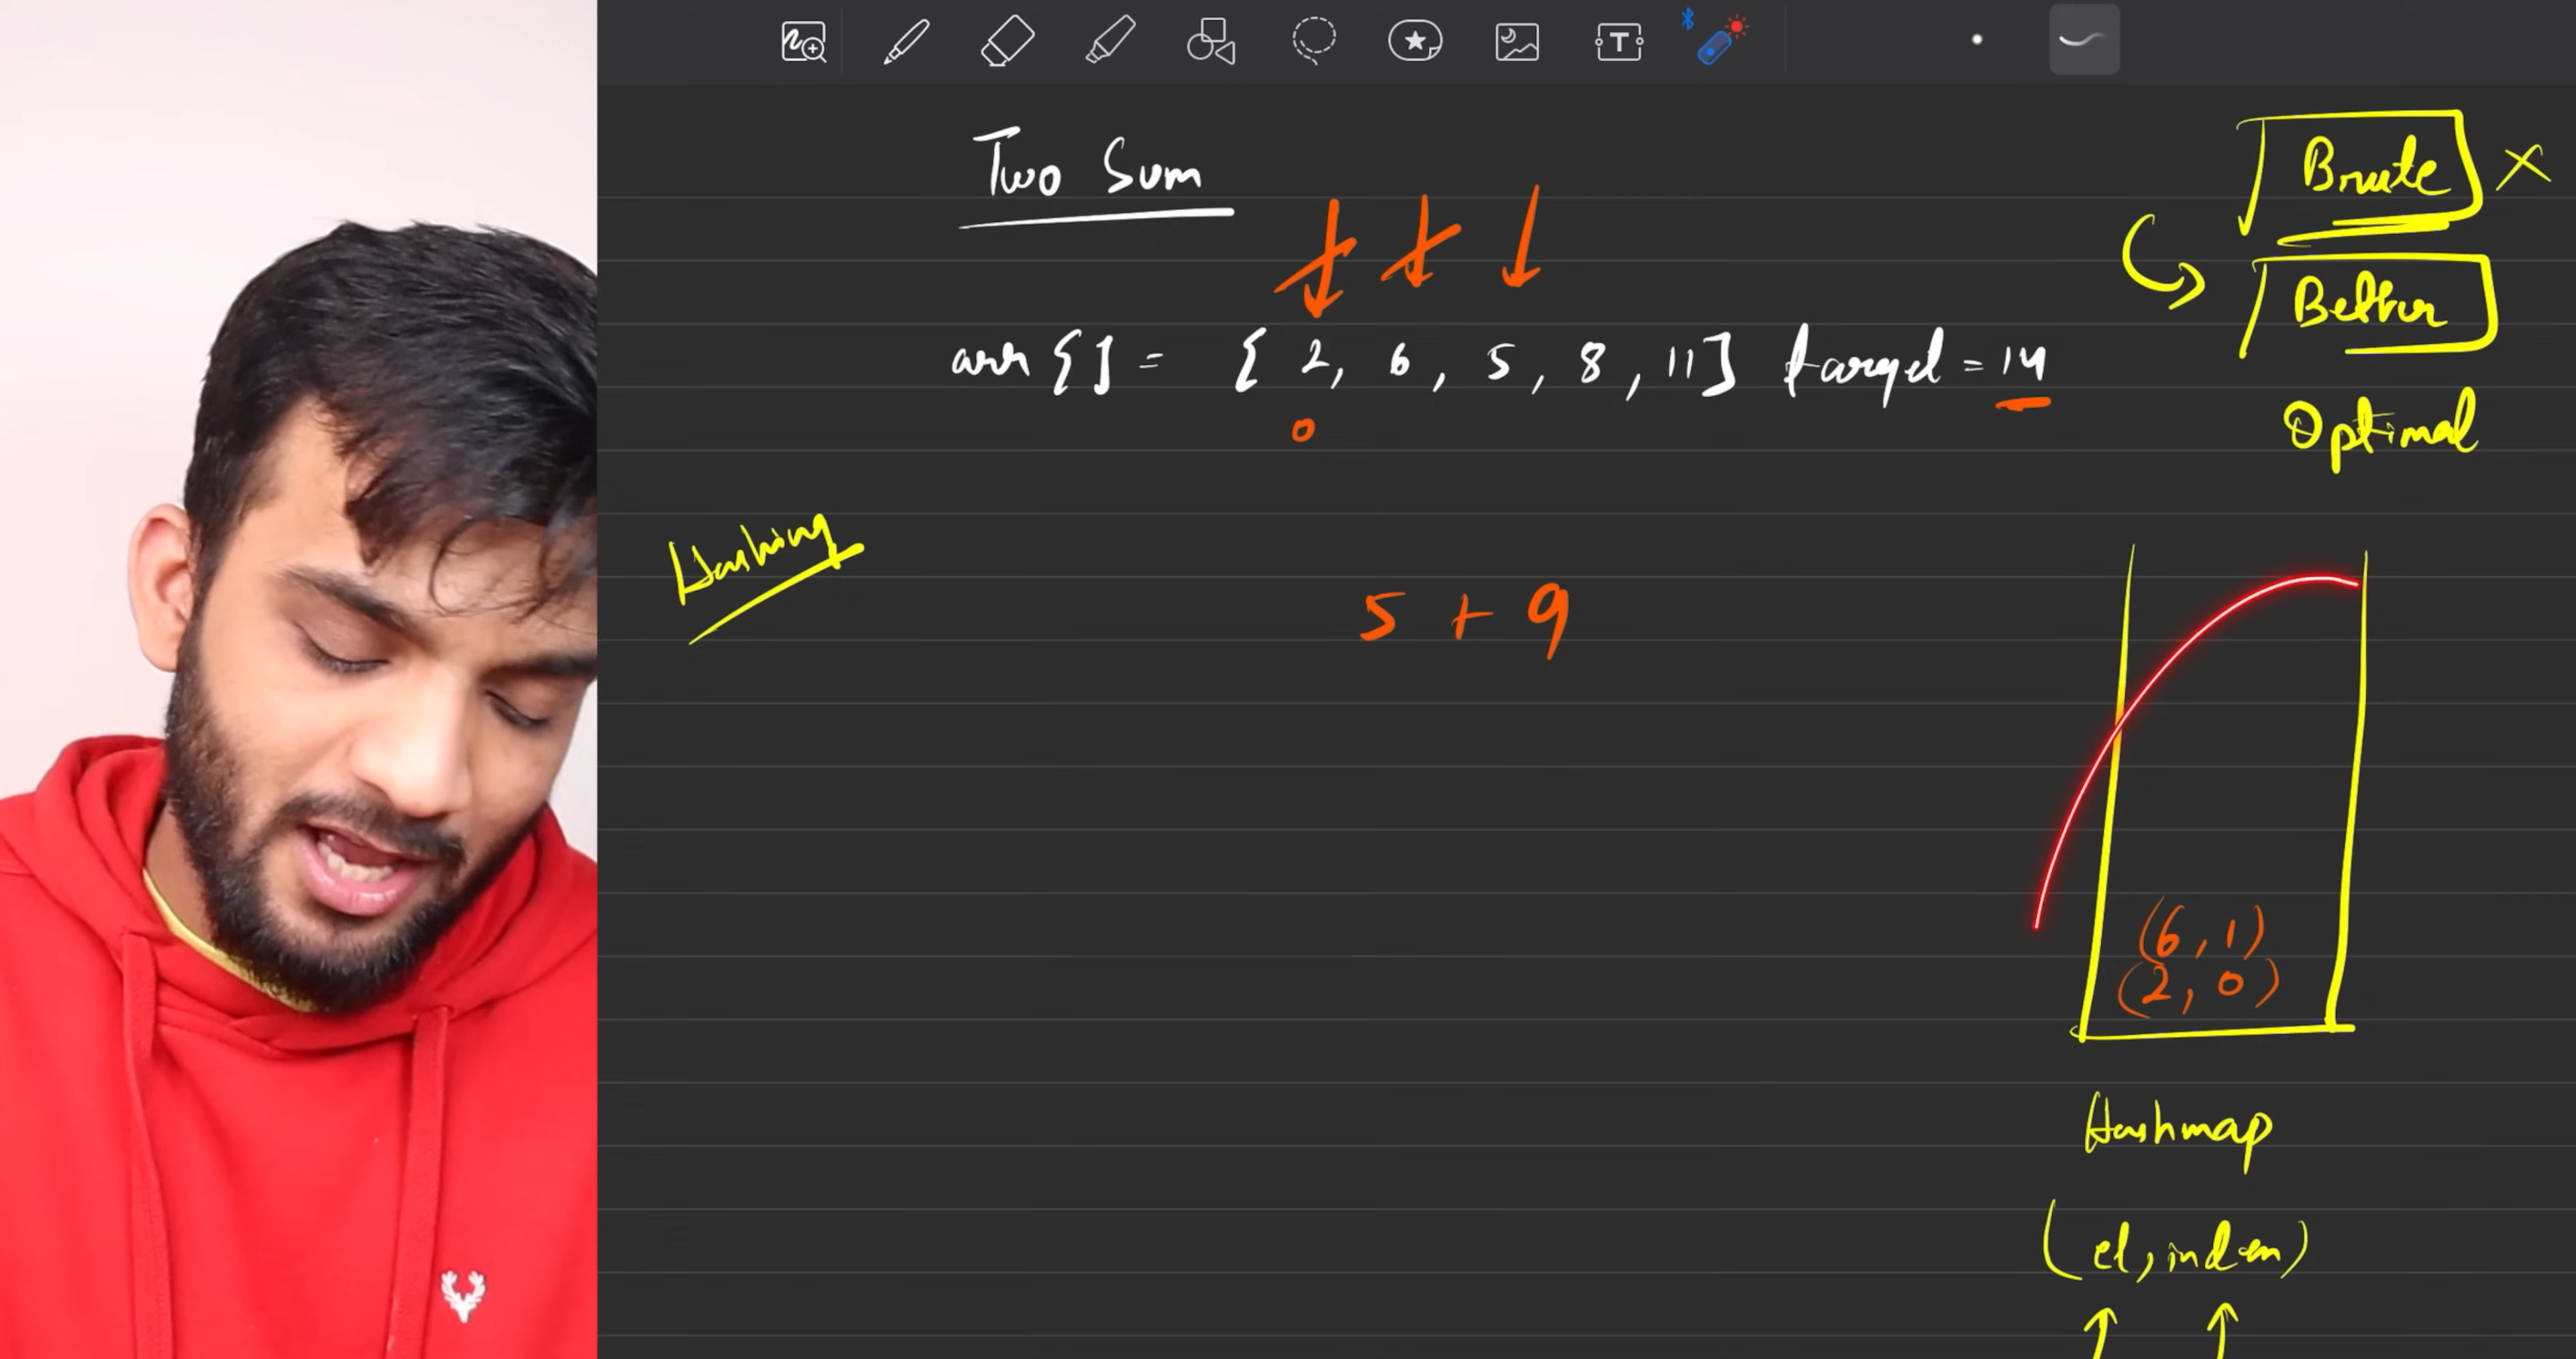 Two Sum
Brute
Better
Optimal
arr [] = [ 2, 6, 5, 8, 11] target = 14
0
Hashing
5 + 9
(6, 1)
(2, 0)
Hashmap
(el, index)